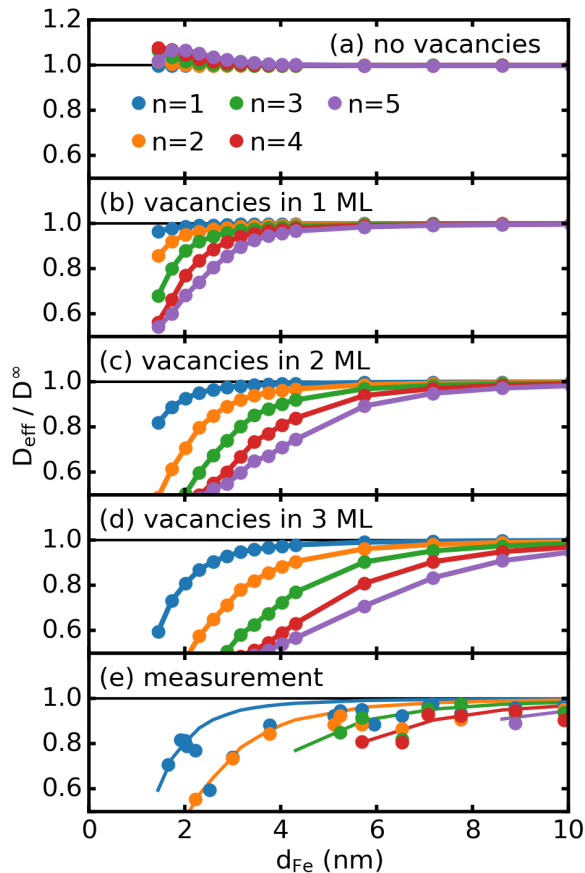 1.2
(a) no vacancies
1.0
0.8
n=1 n=3 n=5
n=2 n=4
0.6
(b) vacancies in 1 ML
1.0
0.8
0.6
(c) vacancies in 2 ML
1.0
0.8
0.6
D_eff / D^∞
(d) vacancies in 3 ML
1.0
0.8
0.6
(e) measurement
1.0
0.8
0.6
0 2 4 6 8 10
d_Fe (nm)